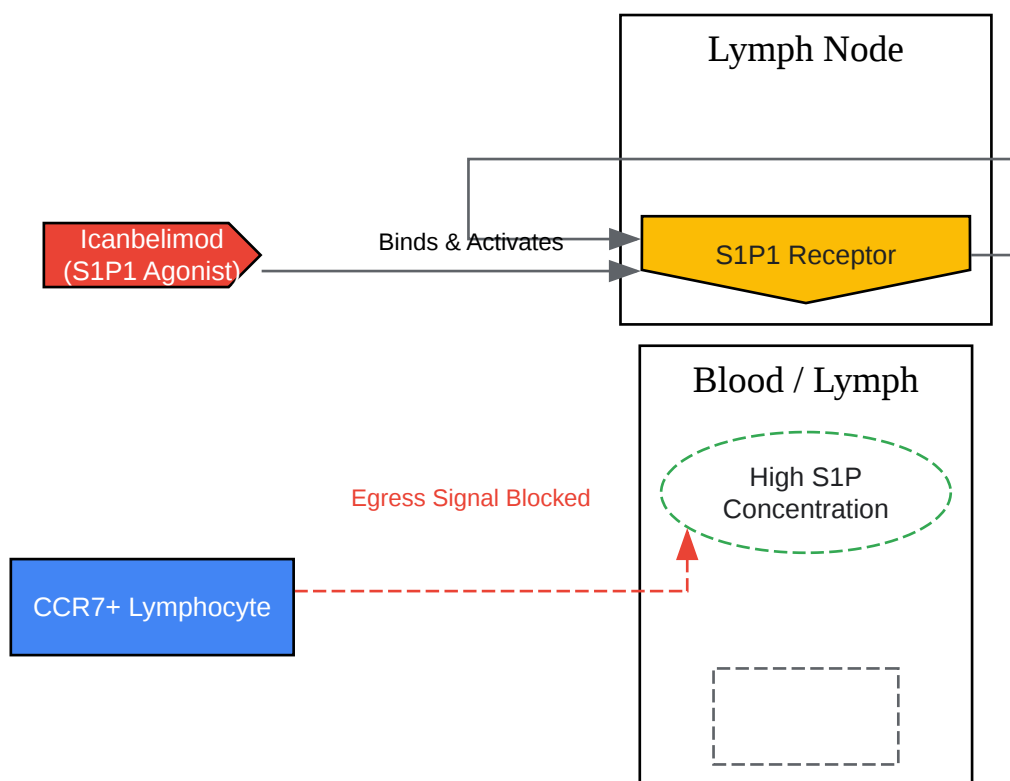 Lymph Node
Icanbelimod
(S1P1 Agonist)
Binds & Activates
S1P1 Receptor
Blood / Lymph
High S1P
Concentration
Egress Signal Blocked
CCR7+ Lymphocyte